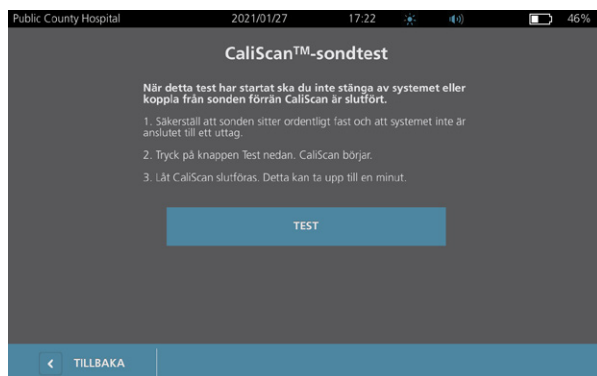 Public County Hospital 2021/01/27 17:22 46%
CaliScan™-sondtest
När detta test har startat ska du inte stänga av systemet eller
koppla från sonden förrän CaliScan är slutfört.
1. Säkerställ att sonden sitter ordentligt fast och att systemet inte är
anslutet till ett uttag.
2. Tryck på knappen Test nedan. CaliScan börjar.
3. Låt CaliScan slutföras. Detta kan ta upp till en minut.
TEST
TILLBAKA